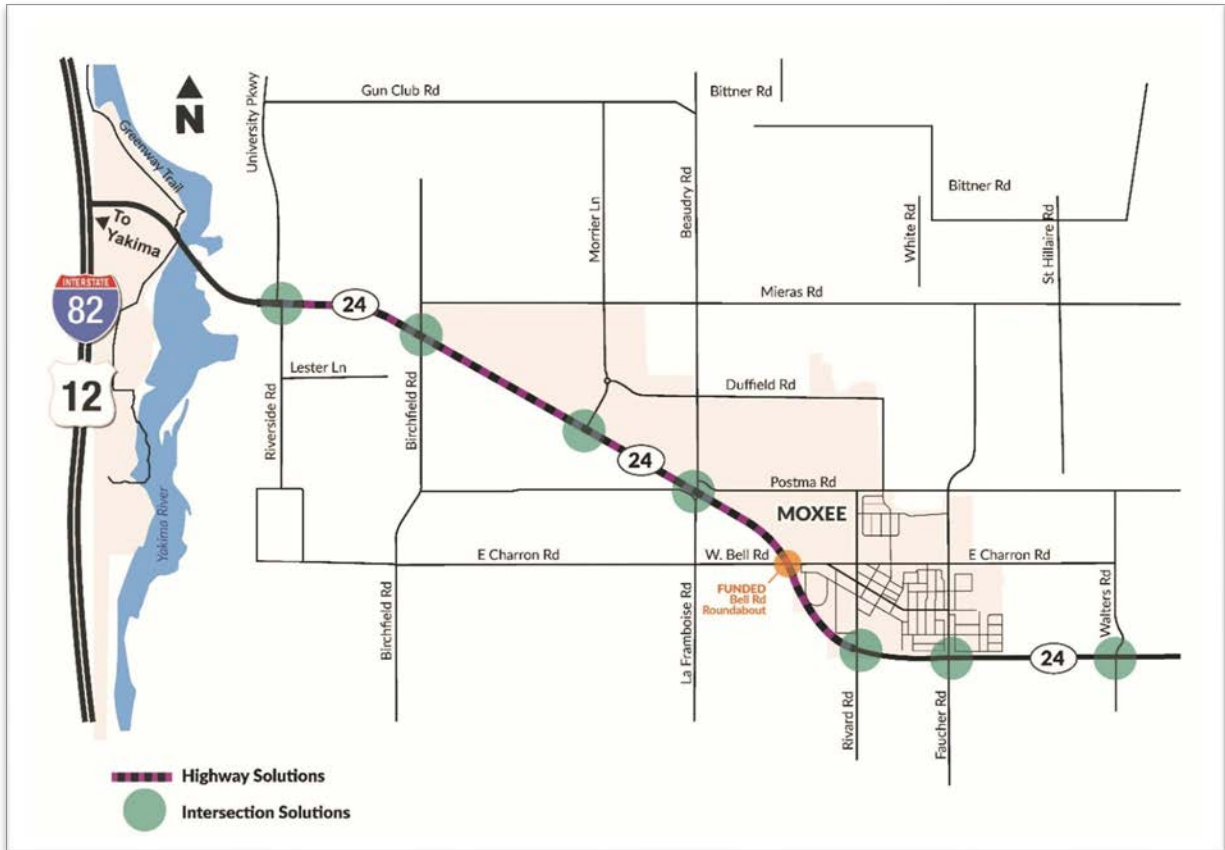 Gun Club Rd
Bittner Rd
N
University Pkwy
Greenway Trail
Bittner Rd
Morrier Ln
Beaudry Rd
White Rd
St Hillaire Rd
To
Yakima
INTERSTATE
82
12
24
Mieras Rd
Lester Ln
Duffield Rd
Riverside Rd
Birchfield Rd
24
Postma Rd
MOXEE
Yakima River
E Charron Rd
W. Bell Rd
E Charron Rd
FUNDED
Bell Rd
Roundabout
Birchfield Rd
La Framboise Rd
Walters Rd
24
Rivard Rd
Faucher Rd
Highway Solutions
Intersection Solutions